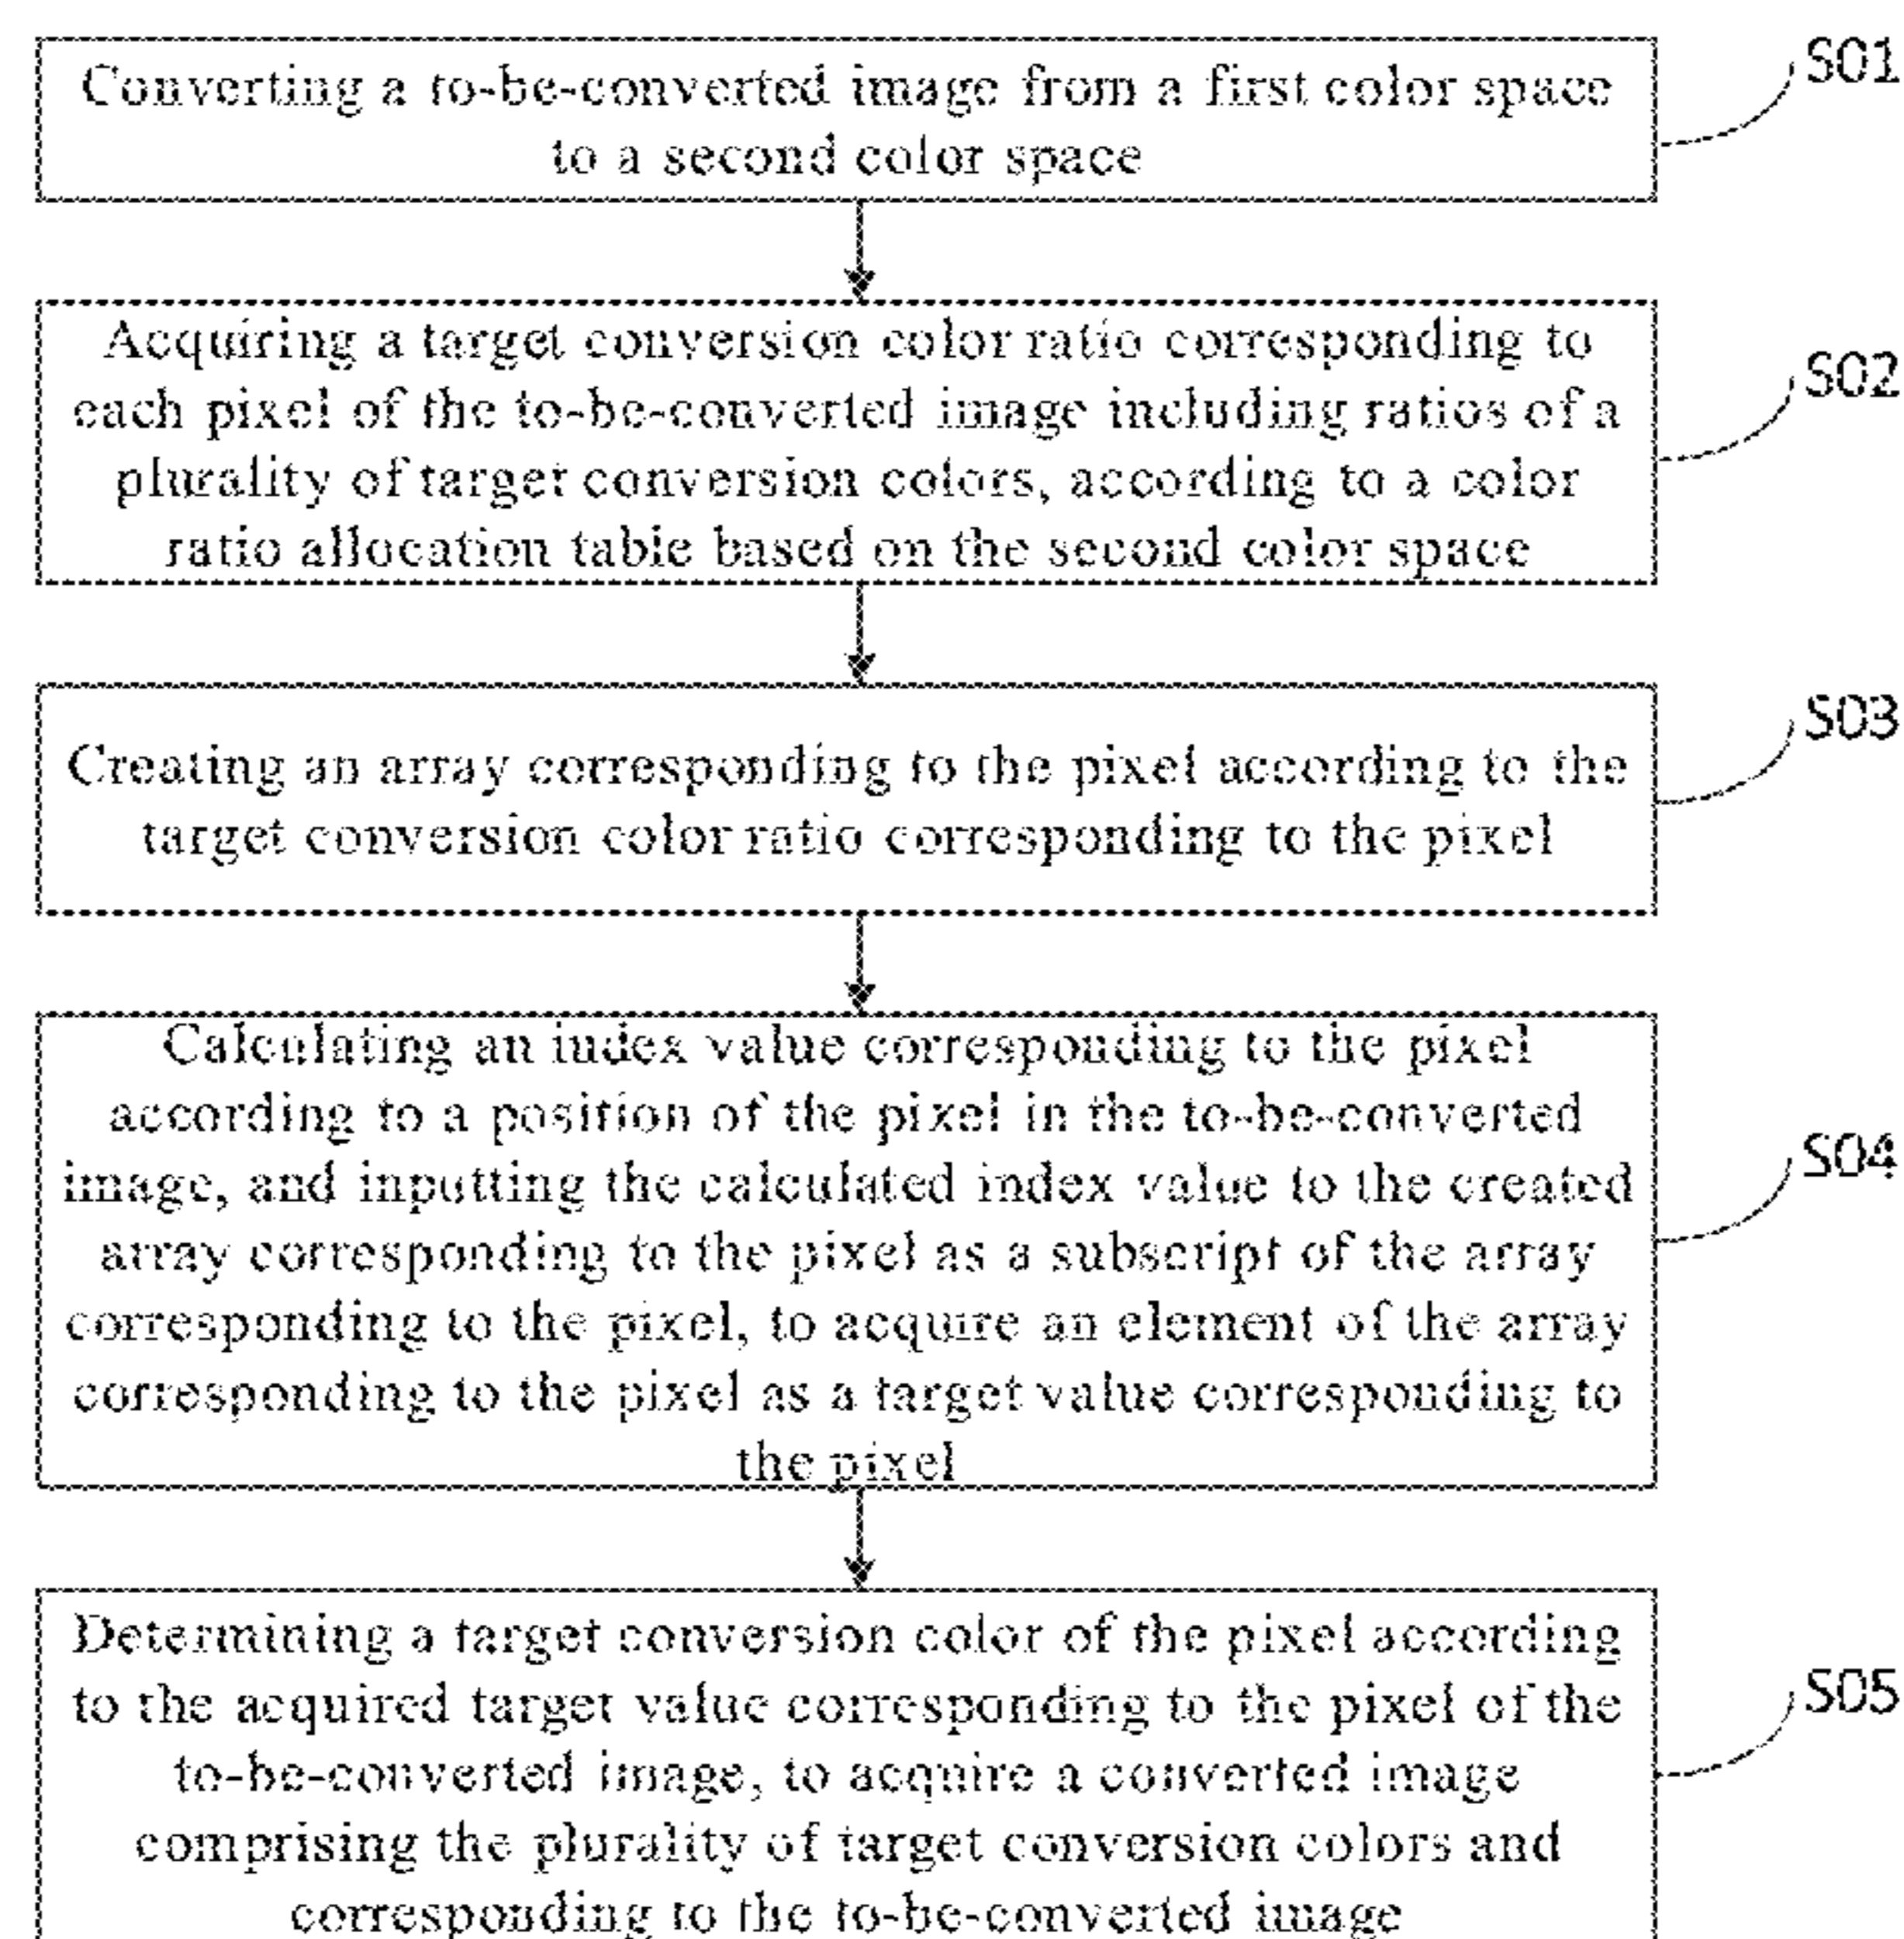 Converting a to-be-converted image from a first color space
to a second color space
S01
Acquiring a target conversion color ratio corresponding to
each pixel of the to-be-converted image including ratios of a
plurality of target conversion colors, according to a color
ratio allocation table based on the second color space
S02
Creating an array corresponding to the pixel according to the
target conversion color ratio corresponding to the pixel
S03
Calculating an index value corresponding to the pixel
according to a position of the pixel in the to-be-converted
image, and inputting the calculated index value to the created
array corresponding to the pixel as a subscript of the array
corresponding to the pixel, to acquire an element of the array
corresponding to the pixel as a target value corresponding to
the pixel
S04
Determining a target conversion color of the pixel according
to the acquired target value corresponding to the pixel of the
to-be-converted image, to acquire a converted image
comprising the plurality of target conversion colors and
corresponding to the to-be-converted image
S05